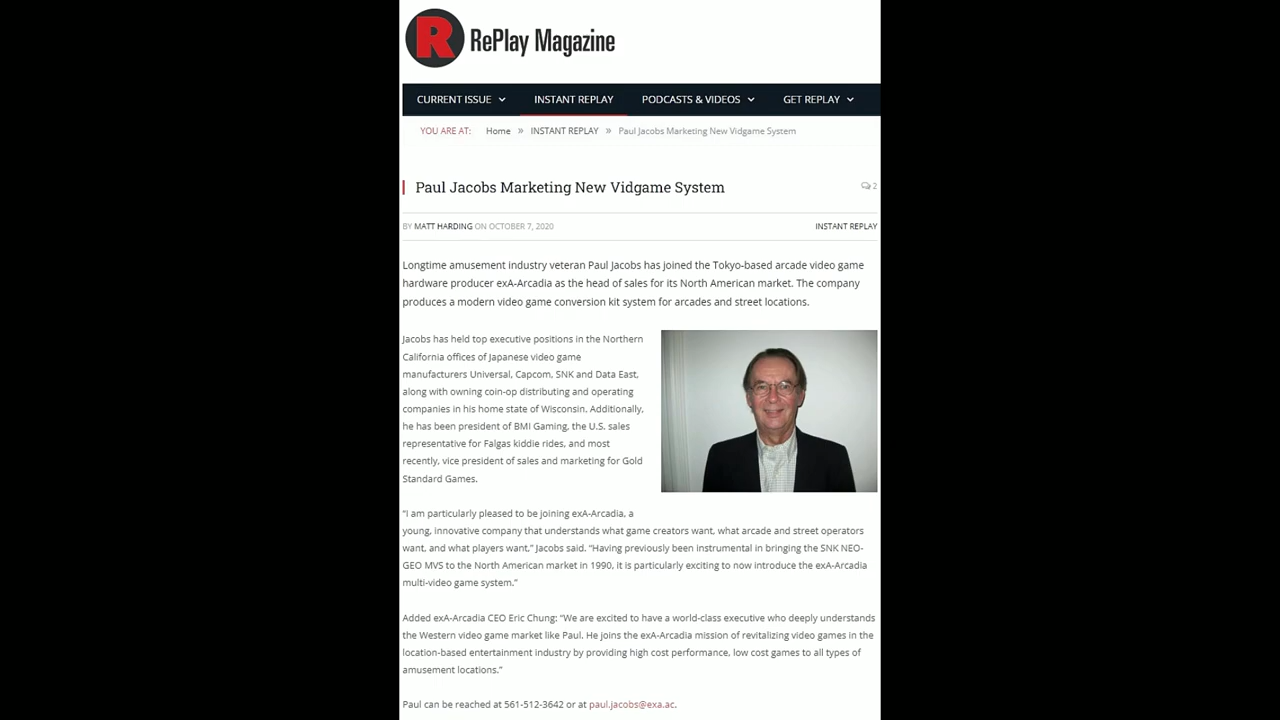 R RePlay Magazine
CURRENT ISSUE INSTANT REPLAY PODCASTS & VIDEOS GET REPLAY
YOU ARE AT: Home » INSTANT REPLAY » Paul Jacobs Marketing New Vidgame System
Paul Jacobs Marketing New Vidgame System 2
BY MATT HARDING ON OCTOBER 7, 2020 INSTANT REPLAY
Longtime amusement industry veteran Paul Jacobs has joined the Tokyo-based arcade video game
hardware producer exA-Arcadia as the head of sales for its North American market. The company
produces a modern video game conversion kit system for arcades and street locations.
Jacobs has held top executive positions in the Northern
California offices of Japanese video game
manufacturers Universal, Capcom, SNK and Data East,
along with owning coin-op distributing and operating
companies in his home state of Wisconsin. Additionally,
he has been president of BMI Gaming, the U.S. sales
representative for Falgas kiddie rides, and most
recently, vice president of sales and marketing for Gold
Standard Games.
“I am particularly pleased to be joining exA-Arcadia, a
young, innovative company that understands what game creators want, what arcade and street operators
want, and what players want,” Jacobs said. “Having previously been instrumental in bringing the SNK NEO-
GEO MVS to the North American market in 1990, it is particularly exciting to now introduce the exA-Arcadia
multi-video game system.”
Added exA-Arcadia CEO Eric Chung: “We are excited to have a world-class executive who deeply understands
the Western video game market like Paul. He joins the exA-Arcadia mission of revitalizing video games in the
location-based entertainment industry by providing high cost performance, low cost games to all types of
amusement locations.”
Paul can be reached at 561-512-3642 or at paul.jacobs@exa.ac.